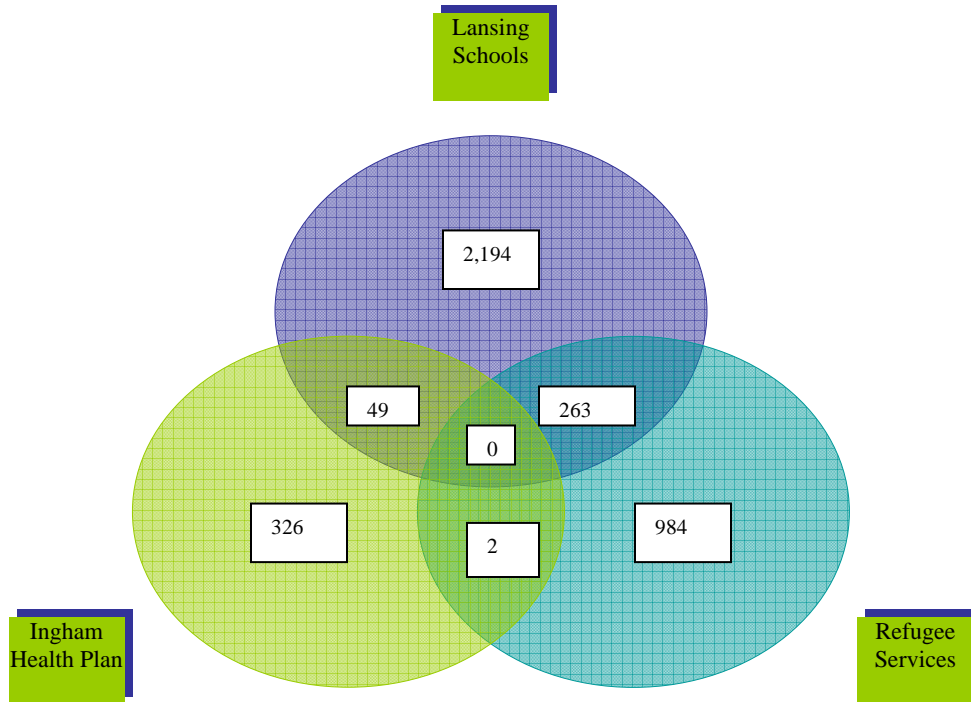 Lansing
Schools
2,194
49
263
0
326
2
984
Ingham
Health Plan
Refugee
Services